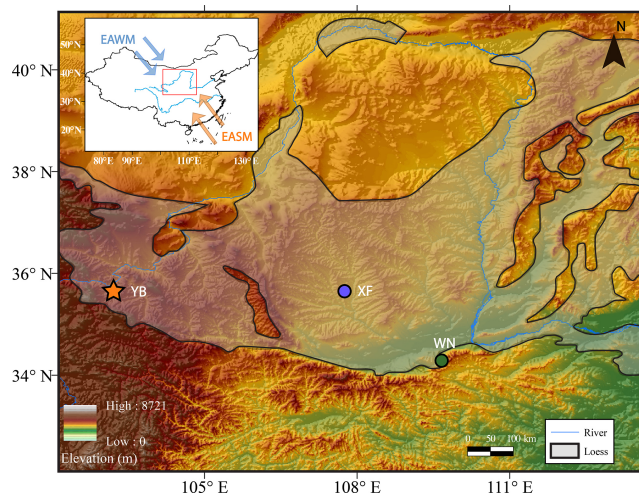 50°N
40°N
30°N
20°N
EAWM
EASM
80°E
90°E
110°E
130°E
N
40° N
38° N
36° N
34° N
YB
XF
WN
High : 8721
Low : 0
Elevation (m)
0 50 100 km
River
Loess
105° E
108° E
111° E